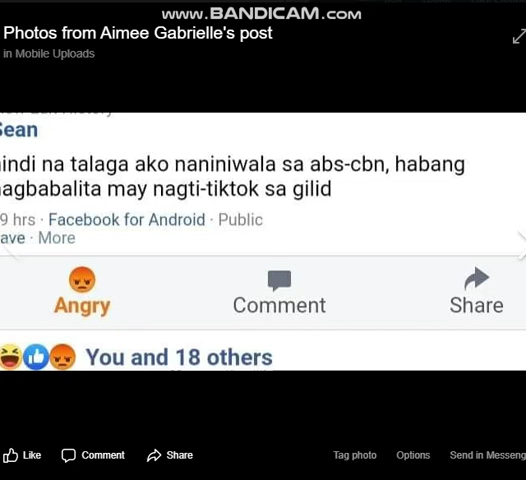 www.BANDICAM.com
Photos from Aimee Gabrielle's post
in Mobile Uploads
Sean
indi na talaga ako naniniwala sa abs-cbn, habang
agbabalita may nagti-tiktok sa gilid
9 hrs · Facebook for Android · Public
ave · More
Angry
Comment
Share
You and 18 others
Like
Comment
Share
Tag photo
Options
Send in Messeng